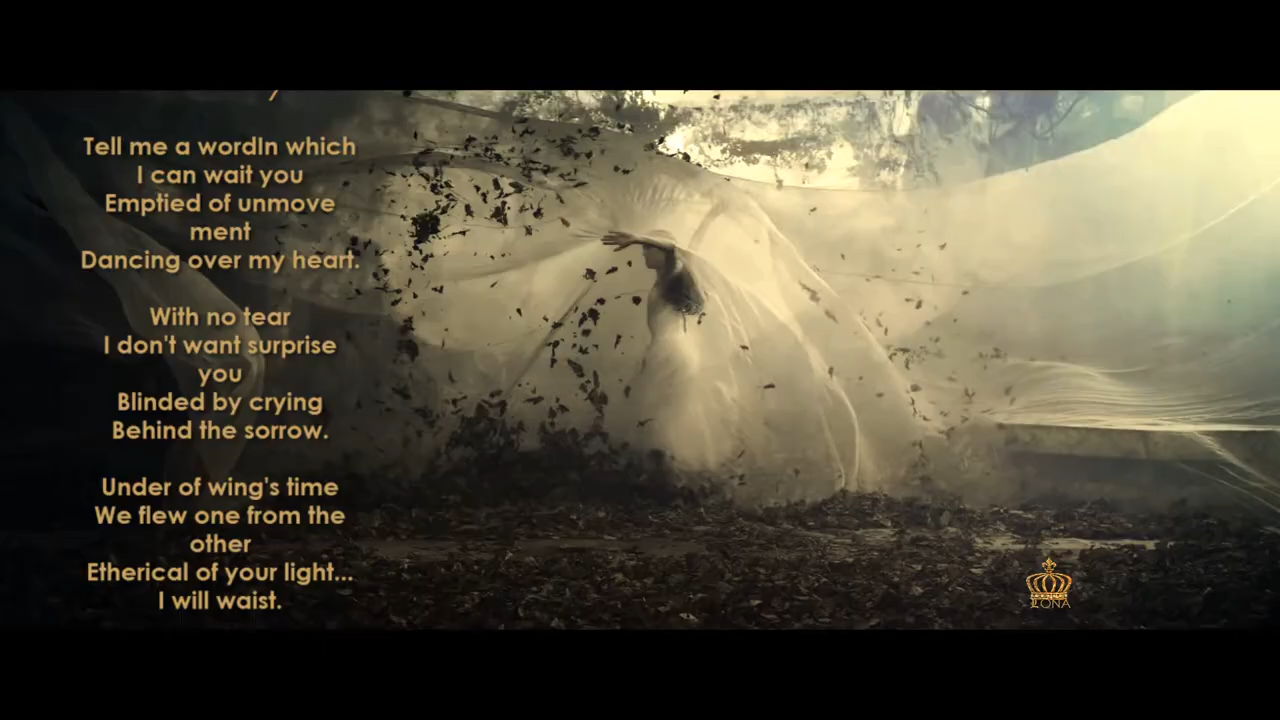 Tell me a wordIn which
I can wait you
Emptied of unmove
ment
Dancing over my heart.
With no tear
I don't want surprise
you
Blinded by crying
Behind the sorrow.
Under of wing's time
We flew one from the
other
Etherical of your light...
I will waist.
ILONA